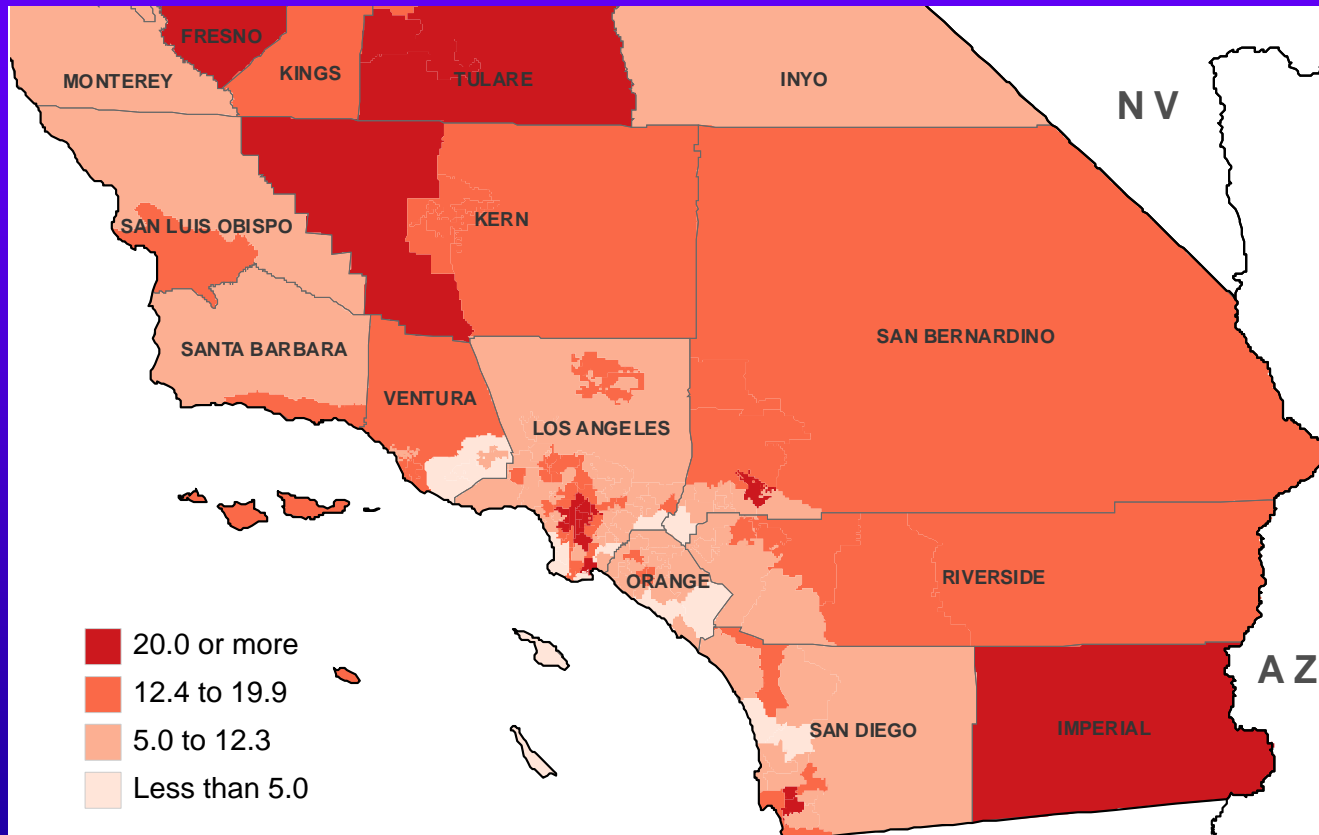 FRESNO
MONTEREY
KINGS
TULARE
INYO
NV
SAN LUIS OBISPO
KERN
SAN BERNARDINO
SANTA BARBARA
VENTURA
LOS ANGELES
ORANGE
RIVERSIDE
20.0 or more
12.4 to 19.9
5.0 to 12.3
Less than 5.0
AZ
SAN DIEGO
IMPERIAL